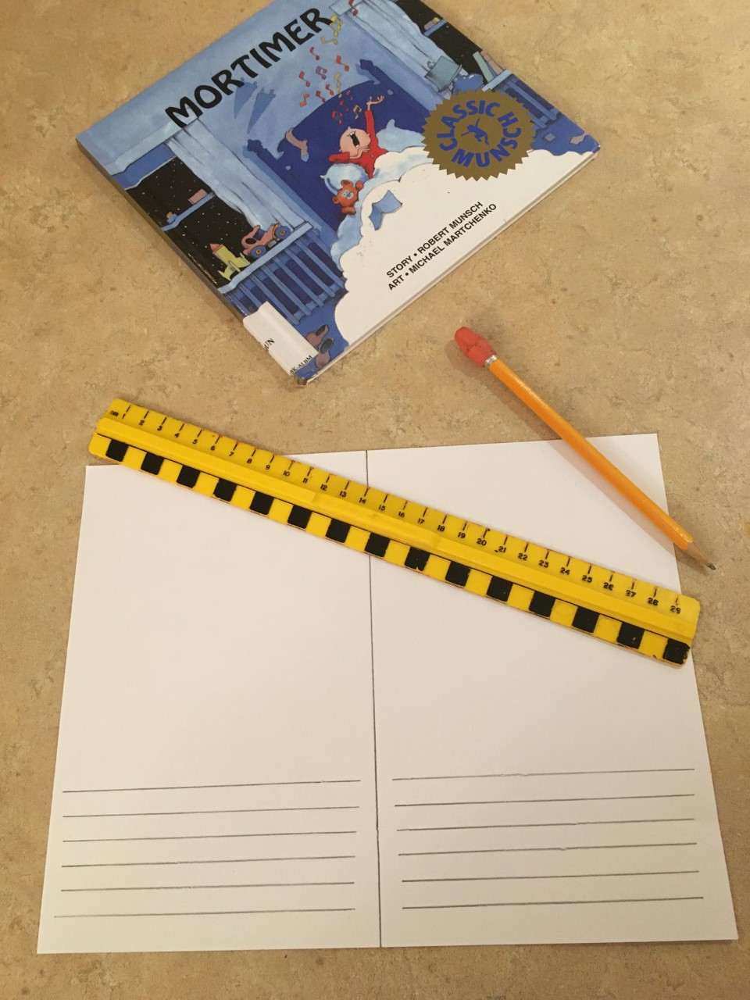 MORTIMER
CLASSIC
MUNSCH
STORY • ROBERT MUNSCH
ART • MICHAEL MARTCHENKO
1 2 3 4 5 6 7 8 9 10 11 12 13 14 15 16 17 18 19 20 21 22 23 24 25 26 27 28 29